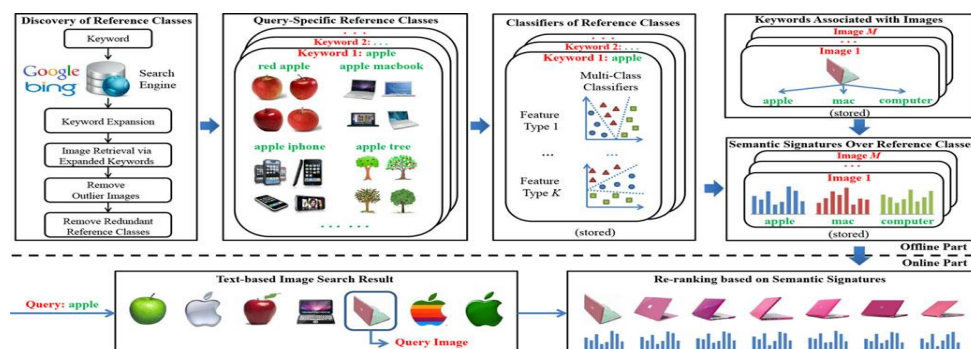 Discovery of Reference Classes
Keyword
Google
bing
Search
Engine
Keyword Expansion
Image Retrieval via
Expanded Keywords
Remove
Outlier Images
Remove Redundant
Reference Classes
Query-Specific Reference Classes
. . .
Keyword 2: . . .
Keyword 1: apple
red apple apple macbook
apple iphone apple tree
... ...
Classifiers of Reference Classes
. . .
Keyword 2: . . .
Keyword 1: apple
Multi-Class
Classifiers
Feature
Type 1
... ...
Feature
Type K
(stored)
Keywords Associated with Images
Image M
. . .
Image 1
apple mac computer
(stored)
Semantic Signatures Over Reference Classes
Image M
. . .
Image 1
apple mac computer
(stored)
Offline Part
Online Part
Query: apple
Text-based Image Search Result
Query Image
Re-ranking based on Semantic Signatures